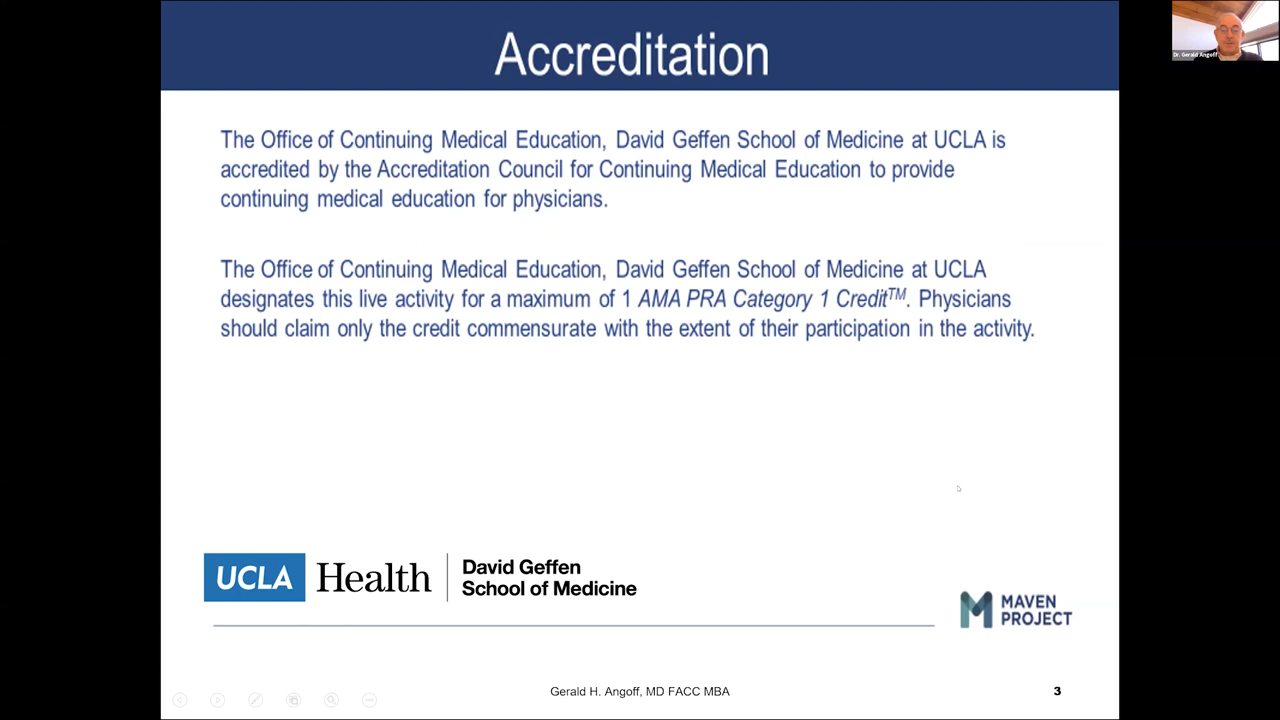 Accreditation
Dr. Gerald Angoff
The Office of Continuing Medical Education, David Geffen School of Medicine at UCLA is
accredited by the Accreditation Council for Continuing Medical Education to provide
continuing medical education for physicians.
The Office of Continuing Medical Education, David Geffen School of Medicine at UCLA
designates this live activity for a maximum of 1 AMA PRA Category 1 Credit™. Physicians
should claim only the credit commensurate with the extent of their participation in the activity.
UCLA Health
David Geffen
School of Medicine
MAVEN
PROJECT
Gerald H. Angoff, MD FACC MBA
3